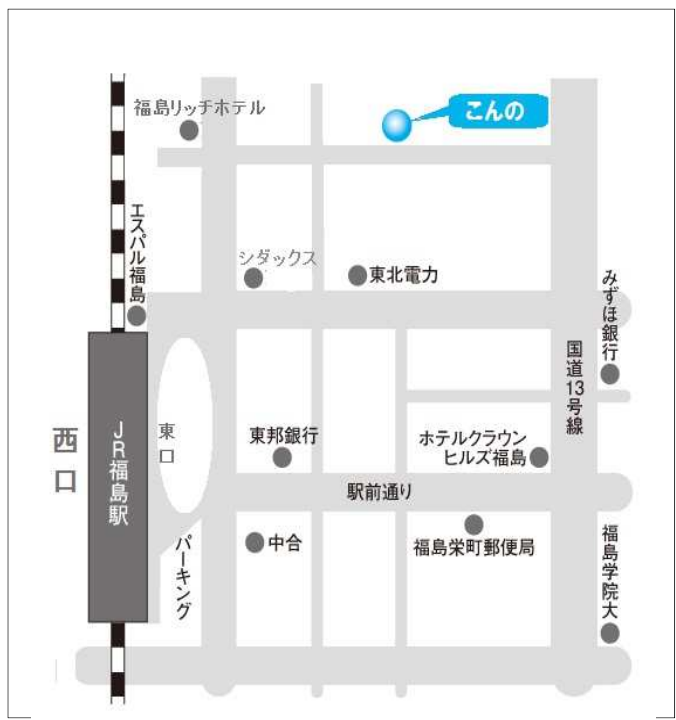 福島リッチホテル
こんの
エスパル福島
シダックス
東北電力
みずほ銀行
国道13号線
西口
JR福島駅
東口
東邦銀行
ホテルクラウン
ヒルズ福島
駅前通り
パーキング
中合
福島栄町郵便局
福島学院大